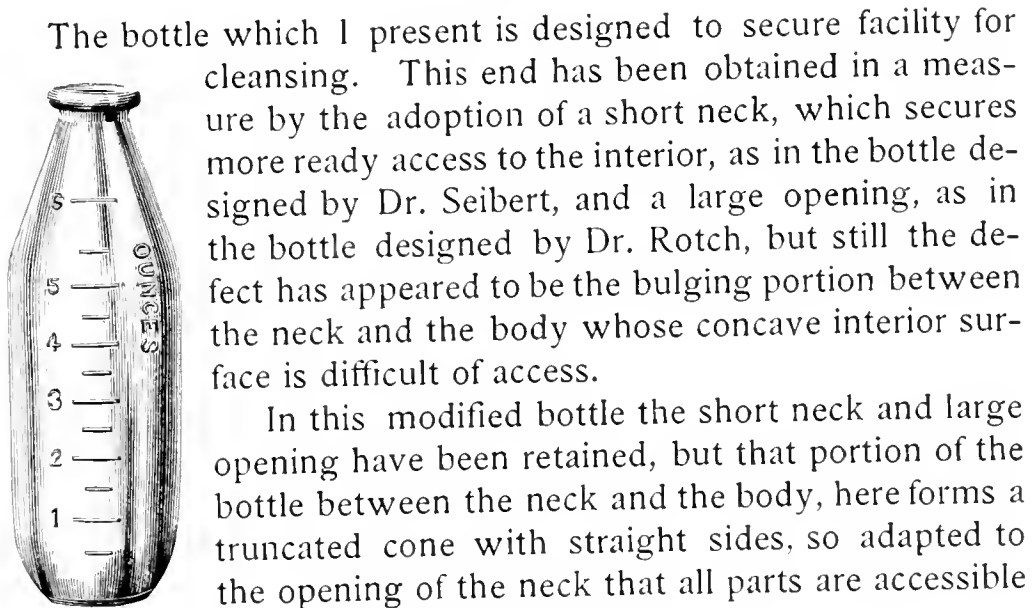 The bottle which I present is designed to secure facility for
cleansing. This end has been obtained in a meas-
ure by the adoption of a short neck, which secures
more ready access to the interior, as in the bottle de-
signed by Dr. Seibert, and a large opening, as in
the bottle designed by Dr. Rotch, but still the de-
fect has appeared to be the bulging portion between
the neck and the body whose concave interior sur-
face is difficult of access.
In this modified bottle the short neck and large
opening have been retained, but that portion of the
bottle between the neck and the body, here forms a
truncated cone with straight sides, so adapted to
the opening of the neck that all parts are accessible
6
5
4
3
2
1
OUNCES